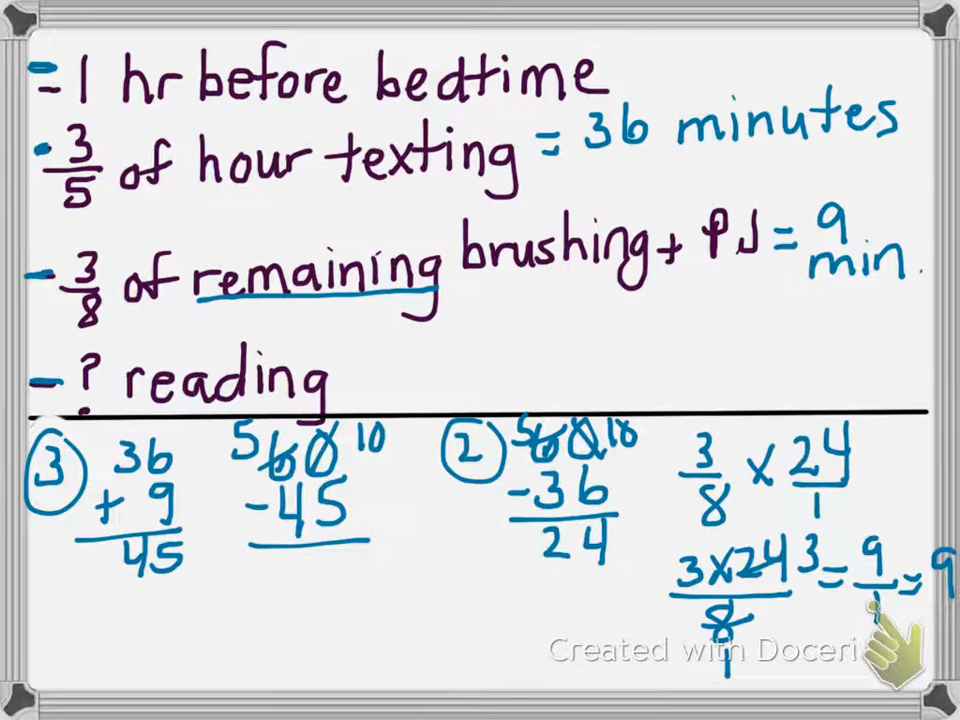 = 1 hr before bedtime
- 3/5 of hour texting = 36 minutes
- 3/8 of remaining brushing + PJ = 9 min.
- ? reading
3 36 + 9 45
5 60 10 - 45
2 5 60 10 - 36 24
3/8 x 24/1
3x24 3 / 8 1 = 9/1 = 9
Created with Doceri